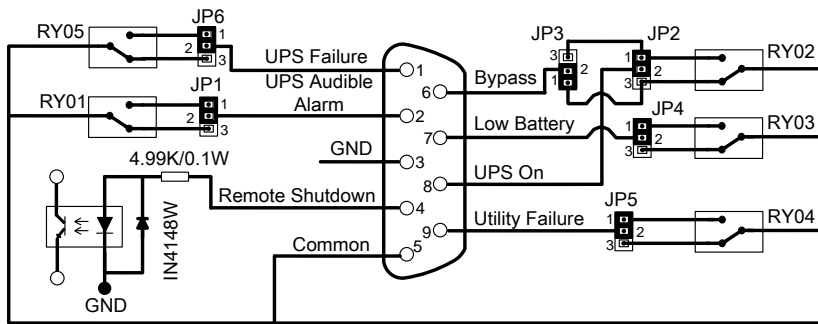 JP6
RY05
1
2
3
UPS Failure
UPS Audible
Alarm
JP1
RY01
1
2
3
GND
4.99K/0.1W
Remote Shutdown
IN4148W
Common
GND
1
2
3
4
5
6
7
8
9
JP3
3
2
1
Bypass
JP2
1
2
3
RY02
Low Battery
JP4
1
2
3
RY03
UPS On
JP5
Utility Failure
1
2
3
RY04